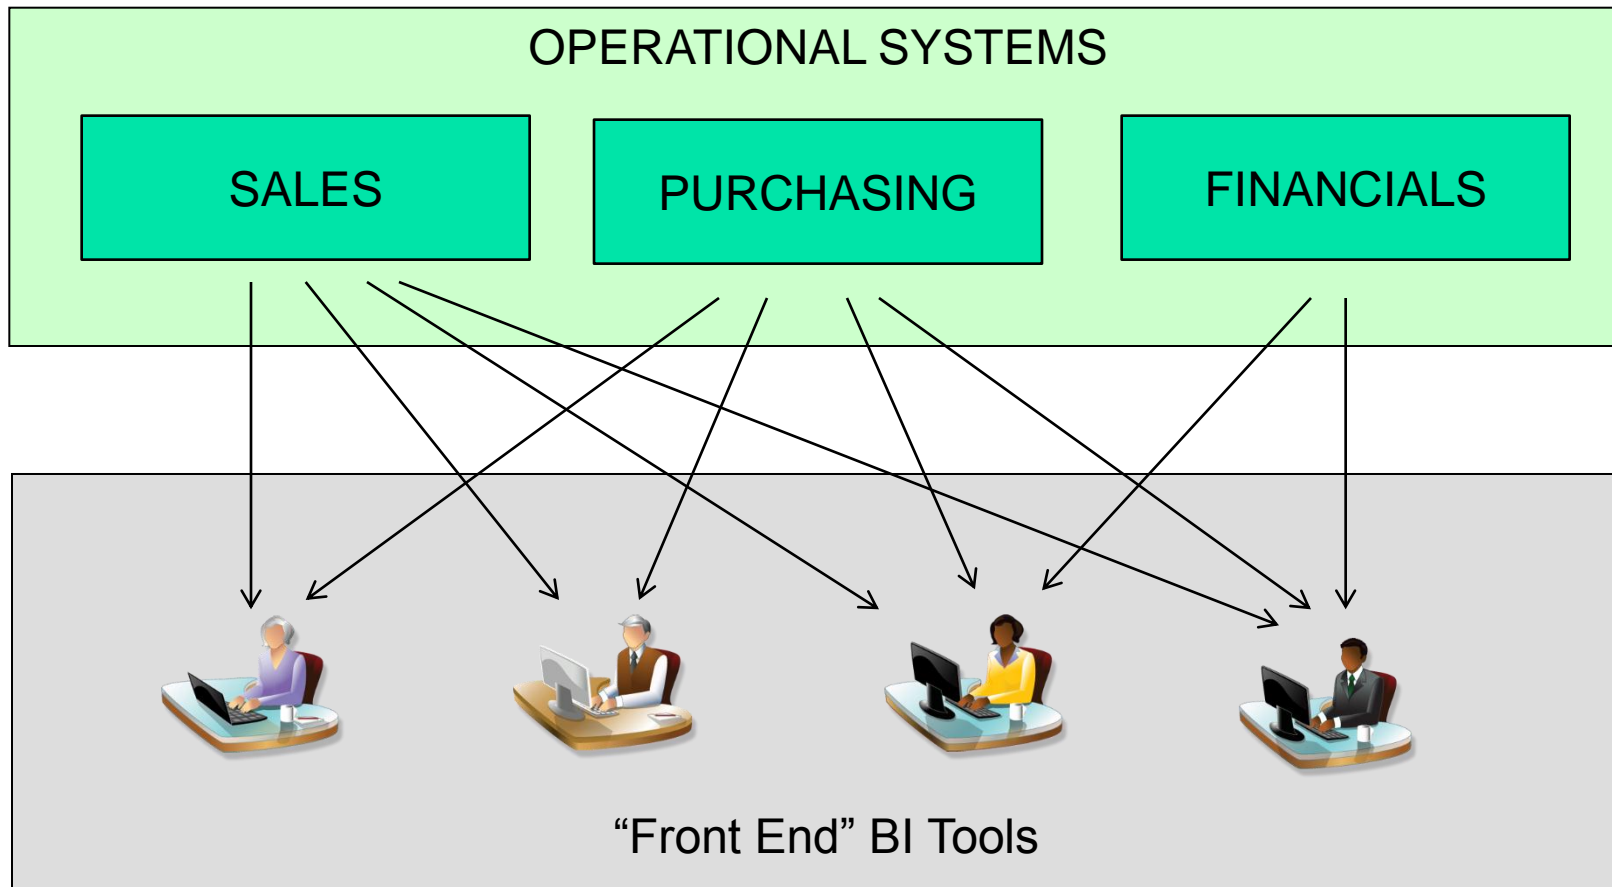 OPERATIONAL SYSTEMS
SALES
PURCHASING
FINANCIALS
“Front End” BI Tools